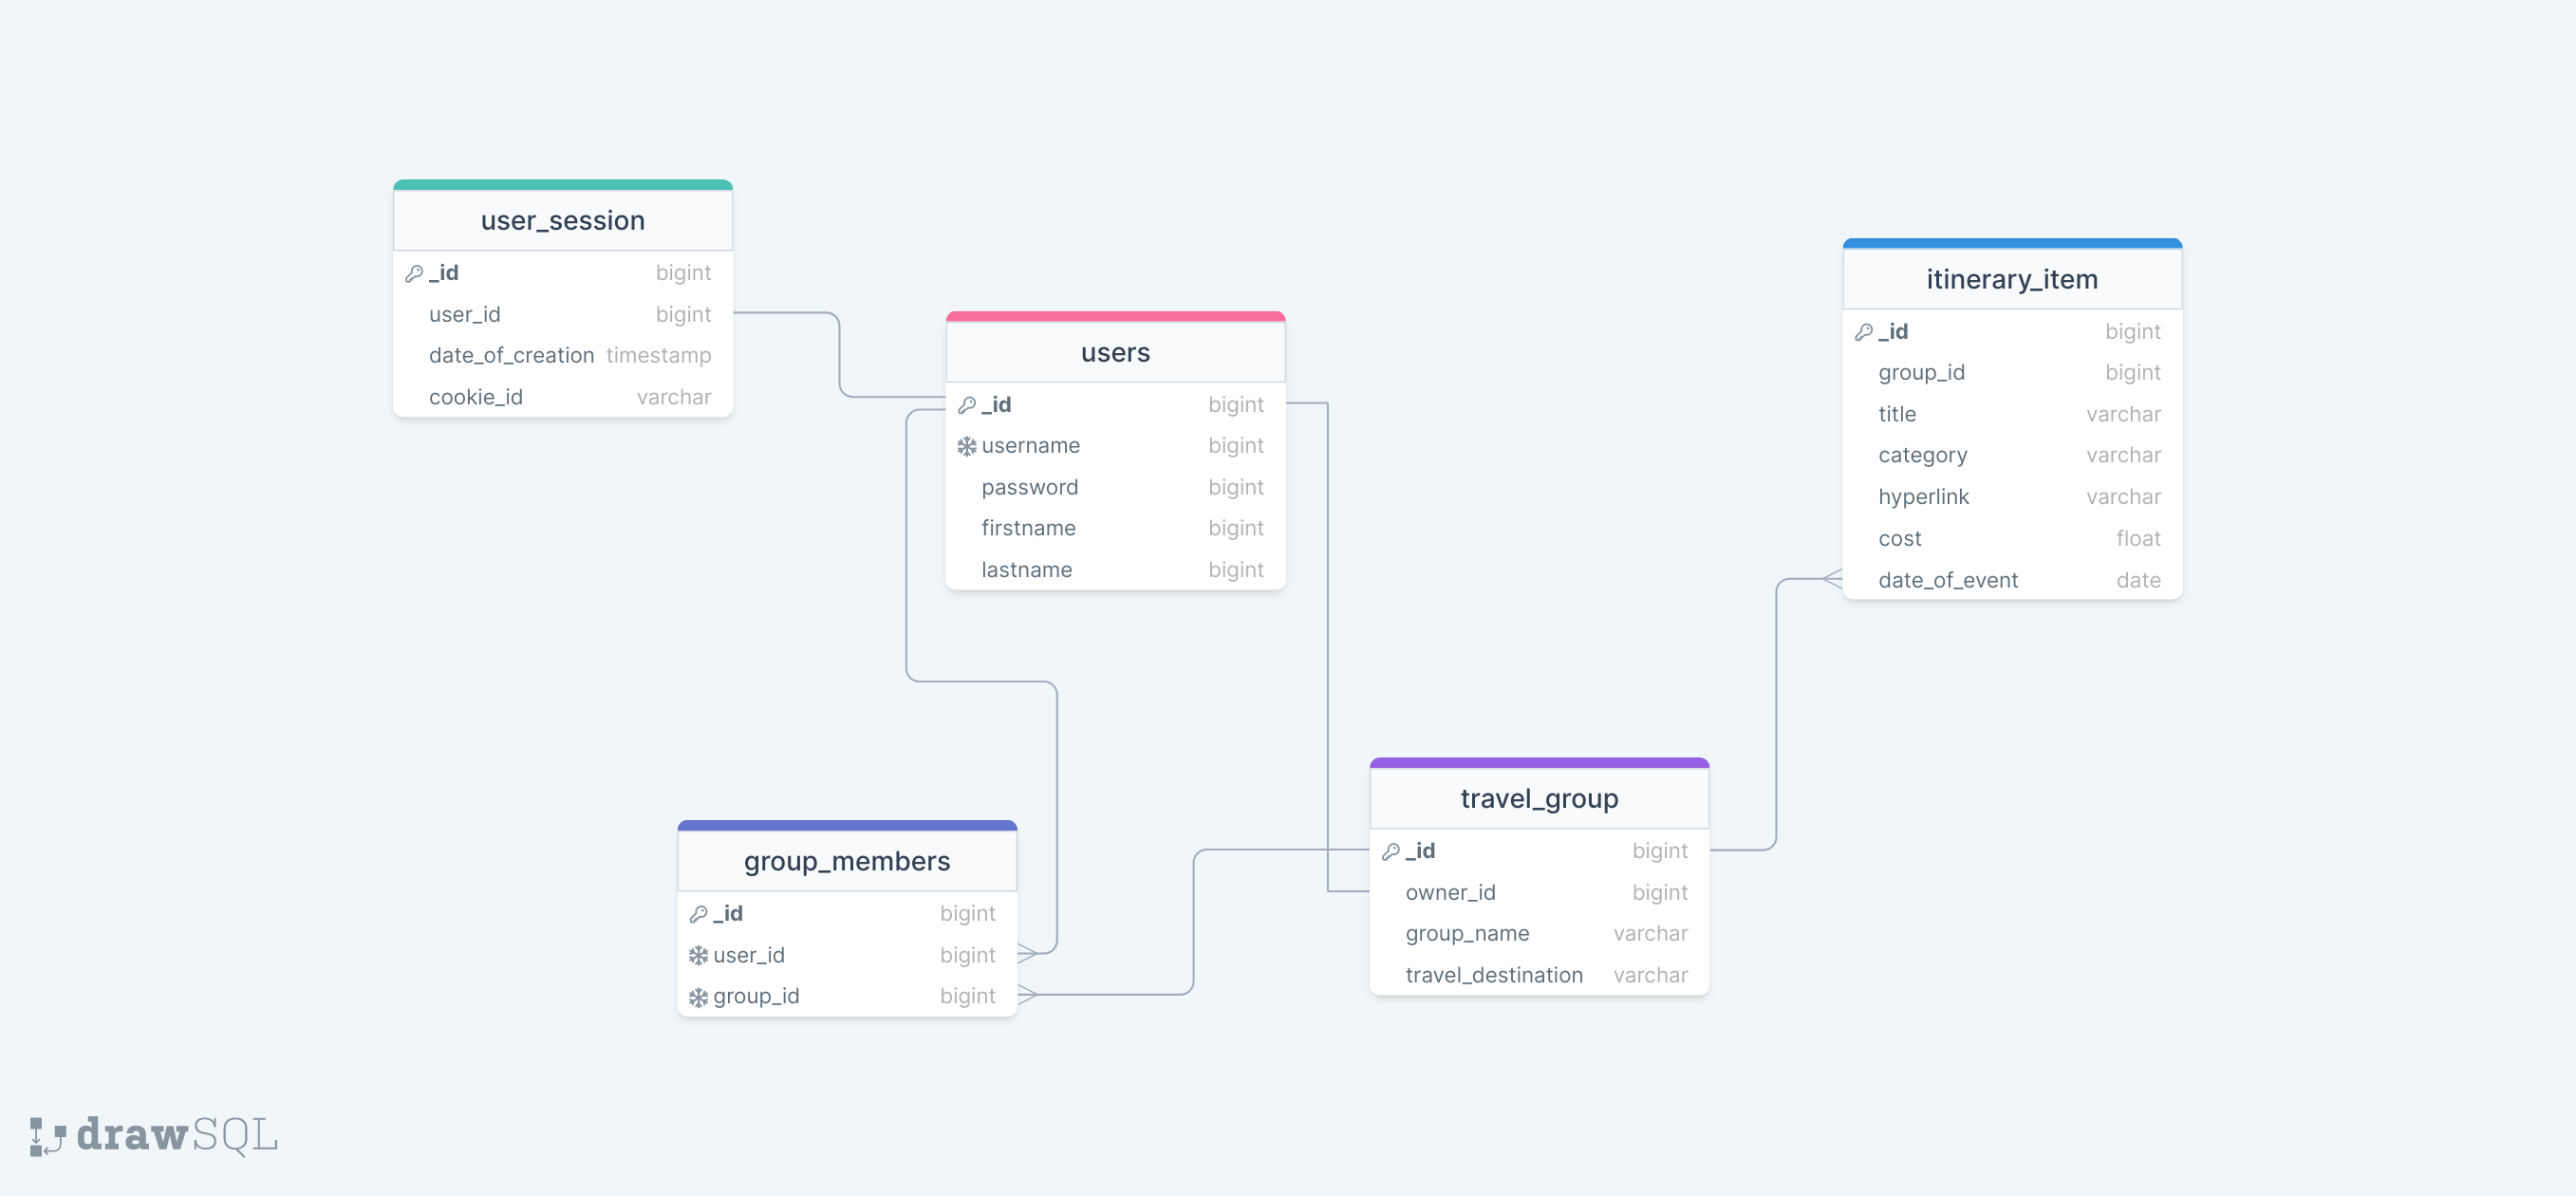 user_session
_id bigint
user_id bigint
date_of_creation timestamp
cookie_id varchar
users
_id bigint
username bigint
password bigint
firstname bigint
lastname bigint
itinerary_item
_id bigint
group_id bigint
title varchar
category varchar
hyperlink varchar
cost float
date_of_event date
group_members
_id bigint
user_id bigint
group_id bigint
travel_group
_id bigint
owner_id bigint
group_name varchar
travel_destination varchar
drawSQL